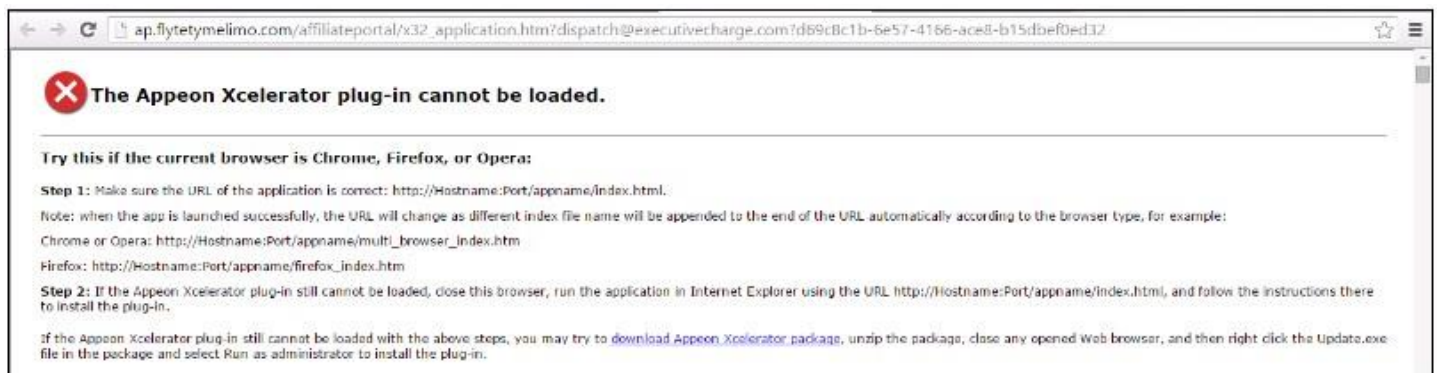 ap.flytetymelimo.com/affiliateportal/x32_application.htm?dispatch@executivecharge.com?d69c8c1b-6e57-4166-ace8-b15dbef0ed32
The Appeon Xcelerator plug-in cannot be loaded.
Try this if the current browser is Chrome, Firefox, or Opera:
Step 1: Make sure the URL of the application is correct: http://Hostname:Port/appname/index.html.
Note: when the app is launched successfully, the URL will change as different index file name will be appended to the end of the URL automatically according to the browser type, for example:
Chrome or Opera: http://Hostname:Port/appname/multi_browser_index.htm
Firefox: http://Hostname:Port/appname/firefox_index.htm
Step 2: If the Appeon Xcelerator plug-in still cannot be loaded, close this browser, run the application in Internet Explorer using the URL http://Hostname:Port/appname/index.html, and follow the instructions there
to install the plug-in.
If the Appeon Xcelerator plug-in still cannot be loaded with the above steps, you may try to download Appeon Xcelerator package, unzip the package, close any opened Web browser, and then right click the Update.exe
file in the package and select Run as administrator to install the plug-in.